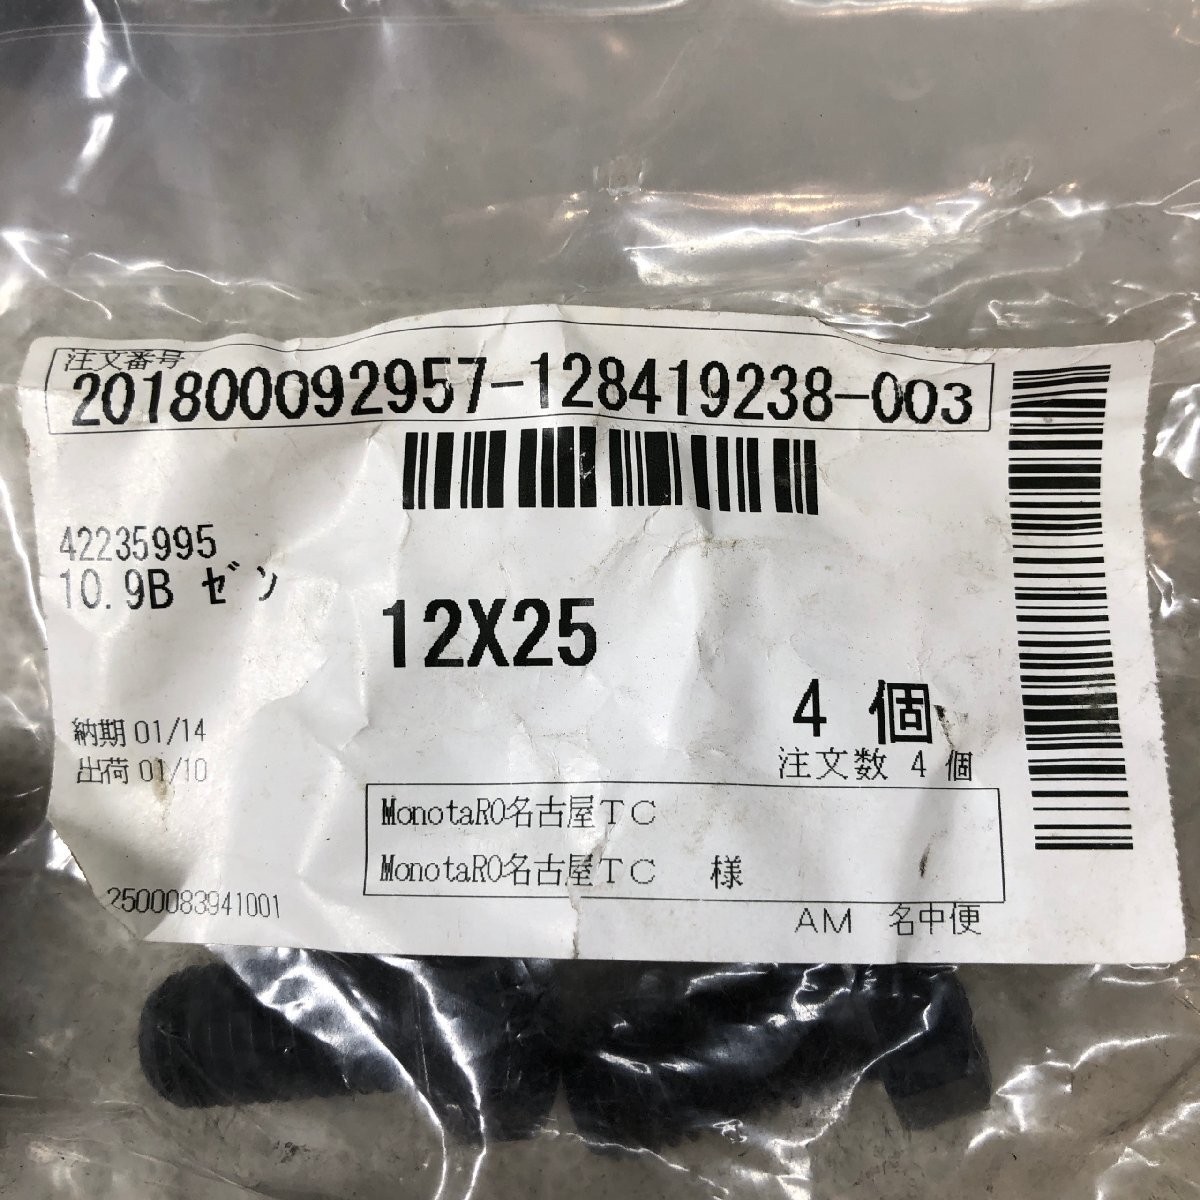 注文番号
201800092957-128419238-003
42235995
10.9B ｾﾞﾝ
12X25
4 個
注文数 4 個
納期 01/14
出荷 01/10
MonotaRO名古屋TC
MonotaRO名古屋TC 様
2500083941001
AM 名中便